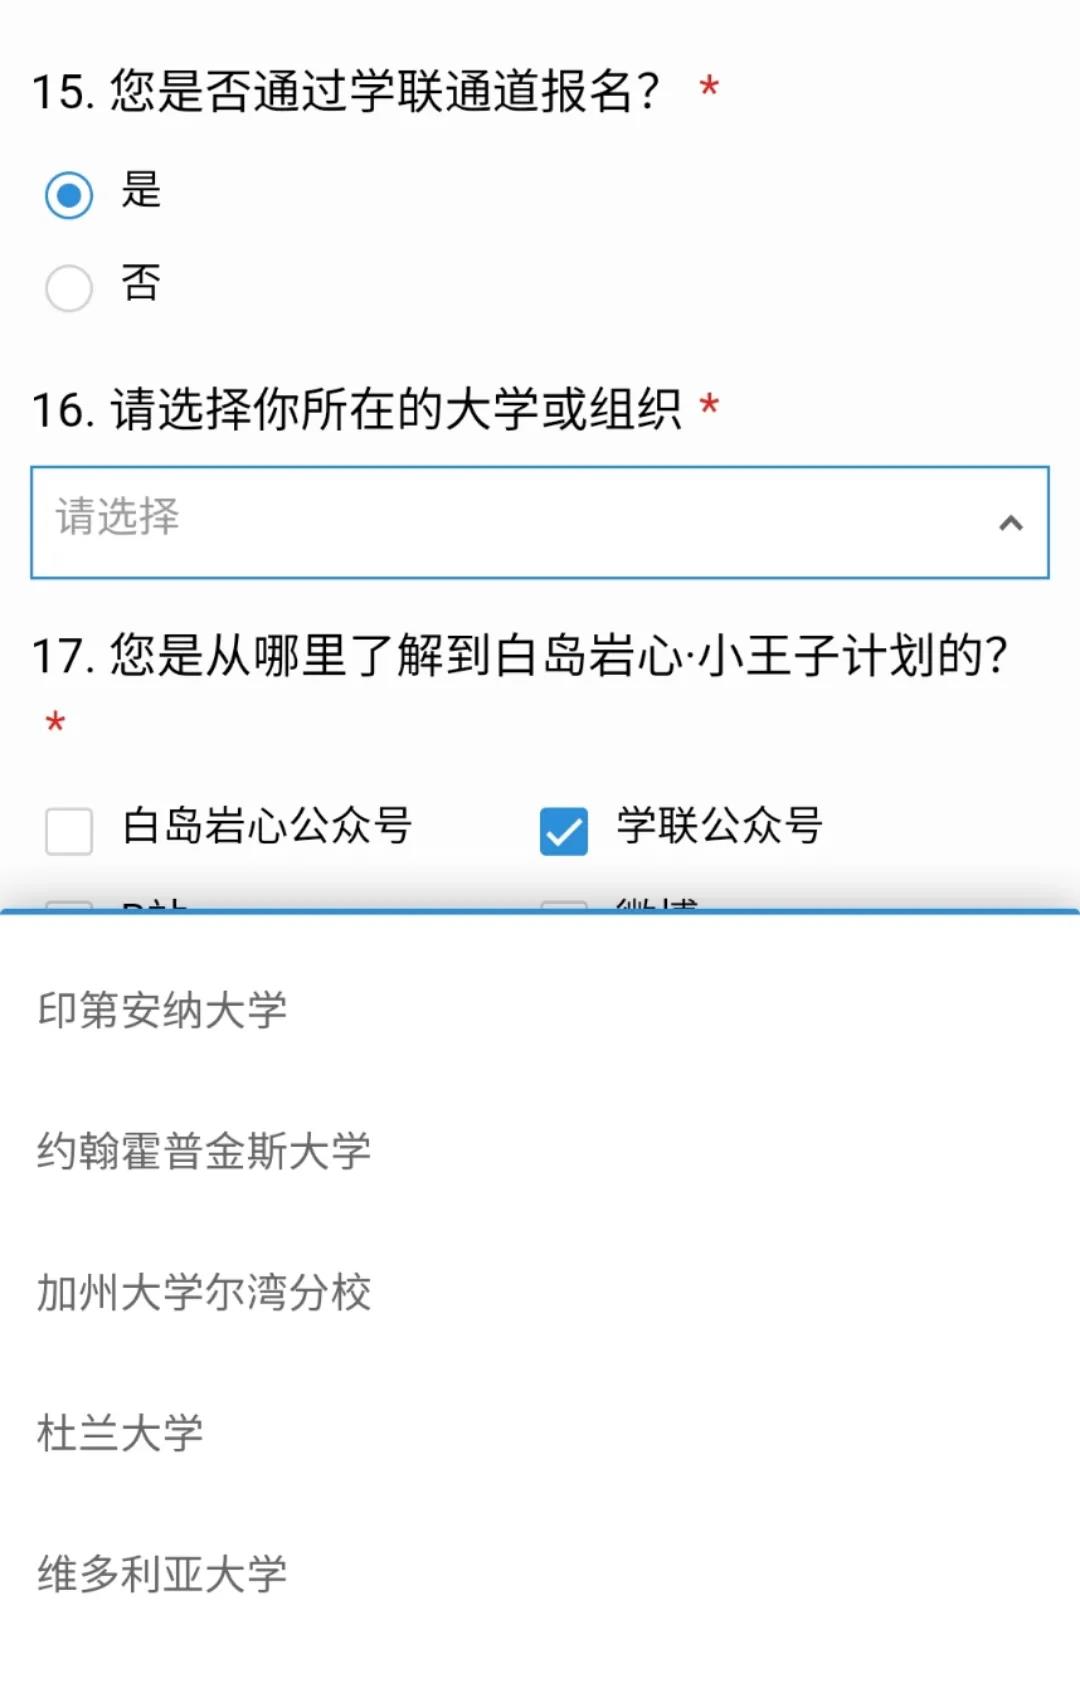 15. 您是否通过学联通道报名？ *
是
否
16. 请选择你所在的大学或组织 *
请选择
17. 您是从哪里了解到白岛岩心·小王子计划的？
*
白岛岩心公众号 学联公众号
B站 微博
印第安纳大学
约翰霍普金斯大学
加州大学尔湾分校
杜兰大学
维多利亚大学